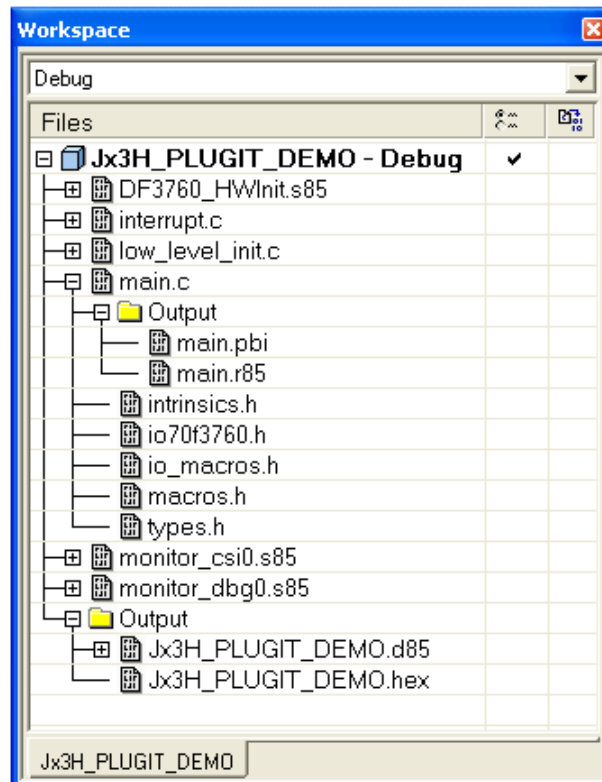 Workspace
Debug
Files
Jx3H_PLUGIT_DEMO - Debug
DF3760_HWInit.s85
interrupt.c
low_level_init.c
main.c
Output
main.pbi
main.r85
intrinsics.h
io70f3760.h
io_macros.h
macros.h
types.h
monitor_csi0.s85
monitor_dbg0.s85
Output
Jx3H_PLUGIT_DEMO.d85
Jx3H_PLUGIT_DEMO.hex
Jx3H_PLUGIT_DEMO